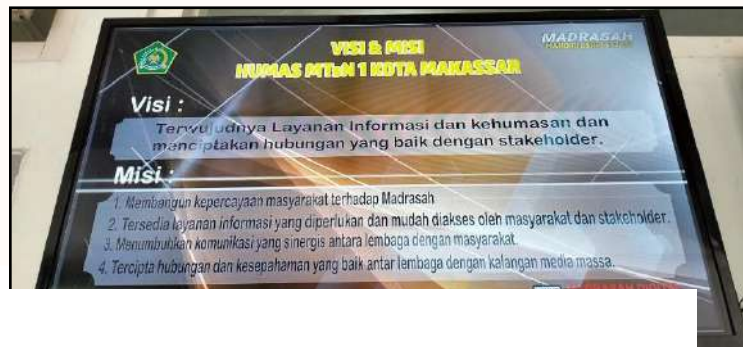 VISI & MISI
MADRASAH
HUMAS MTsN 1 KOTA MAKASSAR
Visi :
Terwujudnya Layanan Informasi dan kehumasan dan
menciptakan hubungan yang baik dengan stakeholder.
Misi :
1. Membangun kepercayaan masyarakat terhadap Madrasah
2. Tersedia layanan informasi yang diperlukan dan mudah diakses oleh masyarakat dan stakeholder.
3. Menumbuhkan komunikasi yang sinergis antara lembaga dengan masyarakat.
4. Tercipta hubungan dan kesepahaman yang baik antar lembaga dengan kalangan media massa.